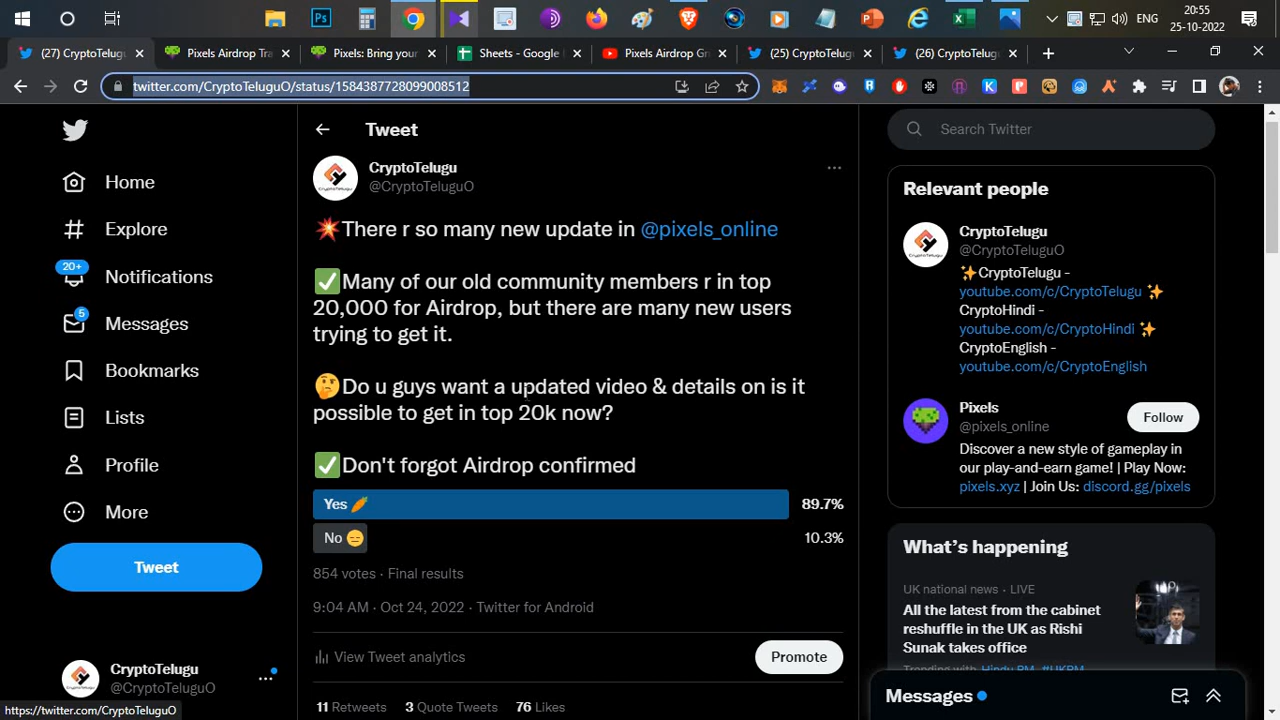 ENG
20:55
25-10-2022
(27) CryptoTelugu
Pixels Airdrop Tra
Pixels: Bring your
Sheets - Google
Pixels Airdrop Gr
(25) CryptoTelugu
(26) CryptoTelugu
twitter.com/CryptoTeluguO/status/1584387728099008512
Home
Explore
20+
Notifications
5
Messages
Bookmarks
Lists
Profile
More
Tweet
CryptoTelugu
@CryptoTeluguO
https://twitter.com/CryptoTeluguO
Tweet
CryptoTelugu
@CryptoTeluguO
💥There r so many new update in @pixels_online
✅Many of our old community members r in top
20,000 for Airdrop, but there are many new users
trying to get it.
🤔Do u guys want a updated video & details on is it
possible to get in top 20k now?
✅Don't forgot Airdrop confirmed
Yes 🥕 89.7%
No 😑 10.3%
854 votes · Final results
9:04 AM · Oct 24, 2022 · Twitter for Android
View Tweet analytics
Promote
11 Retweets 3 Quote Tweets 76 Likes
Search Twitter
Relevant people
CryptoTelugu
@CryptoTeluguO
✨CryptoTelugu -
youtube.com/c/CryptoTelugu ✨
CryptoHindi -
youtube.com/c/CryptoHindi ✨
CryptoEnglish -
youtube.com/c/CryptoEnglish
Pixels
@pixels_online
Follow
Discover a new style of gameplay in
our play-and-earn game! | Play Now:
pixels.xyz | Join Us: discord.gg/pixels
What's happening
UK national news · LIVE
All the latest from the cabinet
reshuffle in the UK as Rishi
Sunak takes office
Trending with Hindu PM, #UKPM
Messages